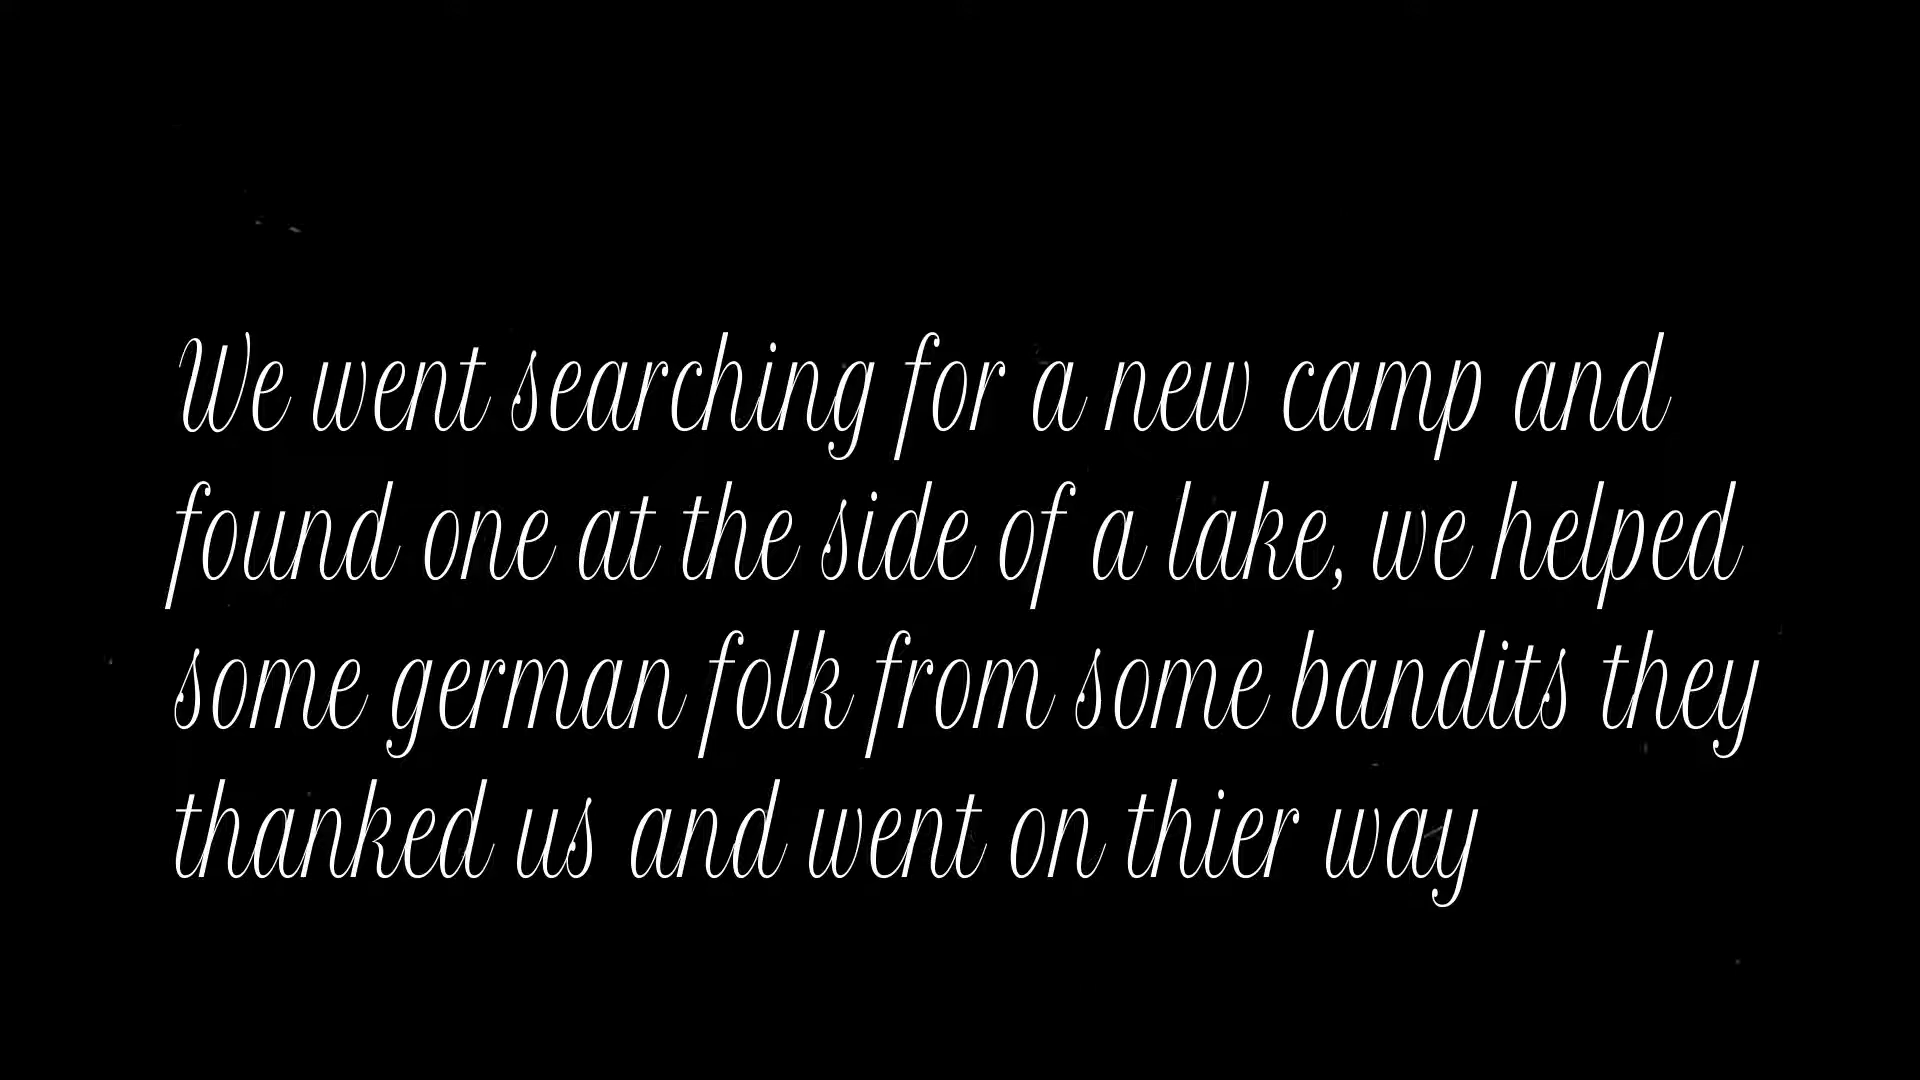 We went searching for a new camp and
found one at the side of a lake, we helped
some german folk from some bandits they
thanked us and went on thier way